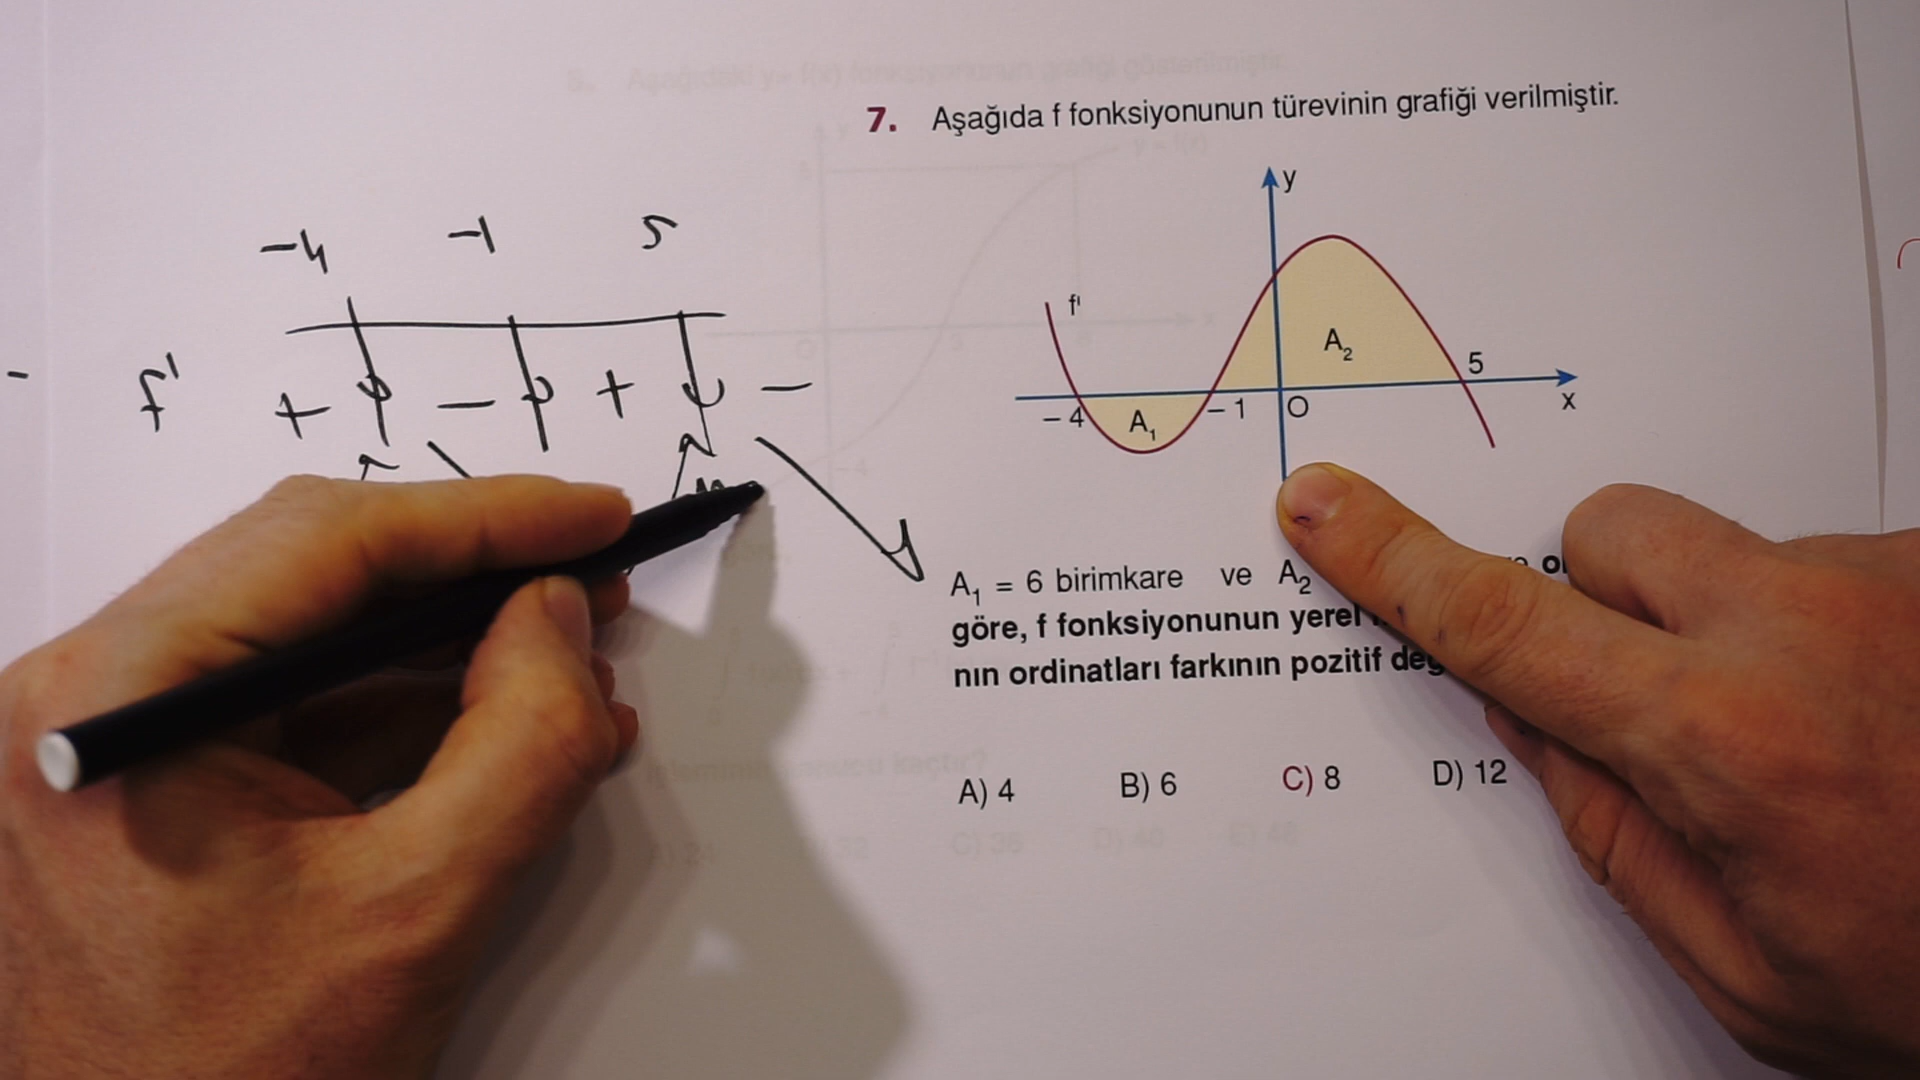 7. Aşağıda f fonksiyonunun türevinin grafiği verilmiştir.
y
f'
A₂
5
- 4
A₁
- 1
O
x
A₁ = 6 birimkare ve A₂
göre, f fonksiyonunun yerel
nın ordinatları farkının pozitif
A) 4 B) 6 C) 8 D) 12
-4 -1 5
f' + - + -